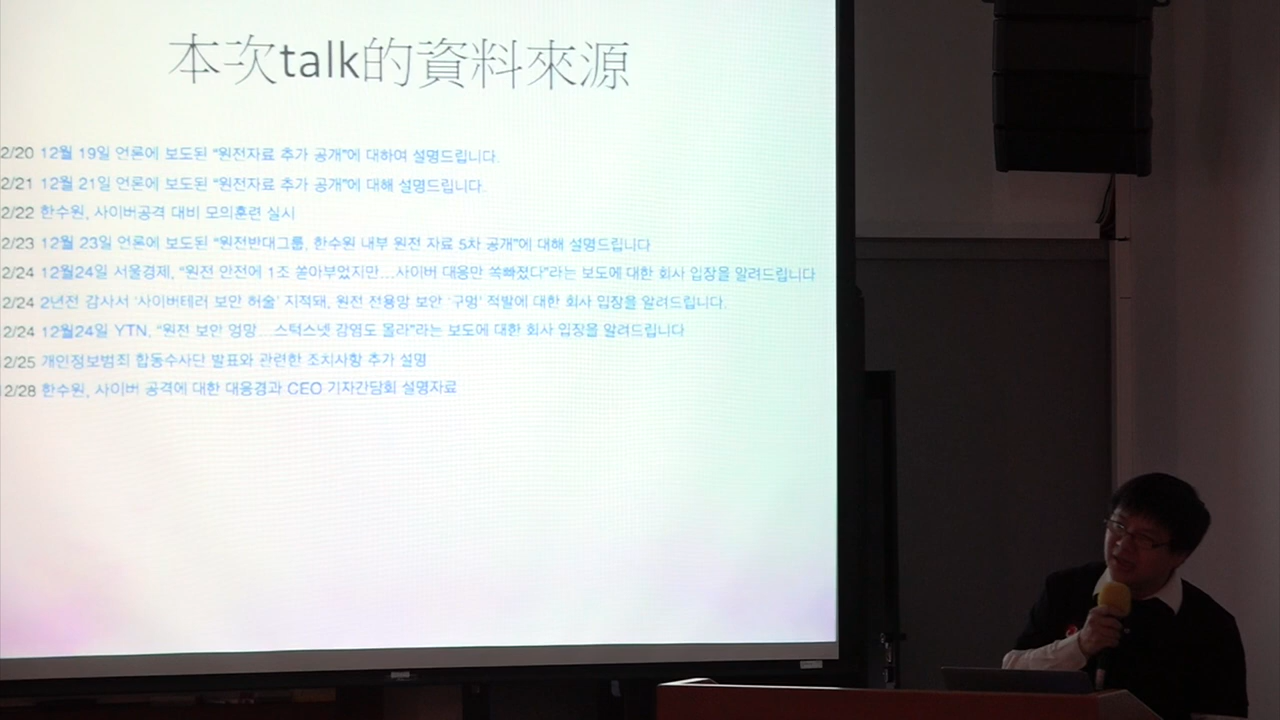 本次talk的資料來源
2/20 12월 19일 언론에 보도된 “원전자료 추가 공개”에 대하여 설명드립니다.
2/21 12월 21일 언론에 보도된 “원전자료 추가 공개”에 대해 설명드립니다.
2/22 한수원, 사이버공격 대비 모의훈련 실시
2/23 12월 23일 언론에 보도된 “원전반대그룹, 한수원 내부 원전 자료 5차 공개”에 대해 설명드립니다
2/24 12월24일 서울경제, “원전 안전에 1조 쏟아부었지만…사이버 대응만 쏙빠졌다”라는 보도에 대한 회사 입장을 알려드립니다
2/24 2년전 감사서 ‘사이버테러 보안 허술’ 지적돼, 원전 전용망 보안 ‘구멍’ 적발에 대한 회사 입장을 알려드립니다.
2/24 12월24일 YTN, “원전 보안 엉망…스턱스넷 감염도 몰라”라는 보도에 대한 회사 입장을 알려드립니다
2/25 개인정보범죄 합동수사단 발표와 관련한 조치사항 추가 설명
12/28 한수원, 사이버 공격에 대한 대응경과 CEO 기자간담회 설명자료